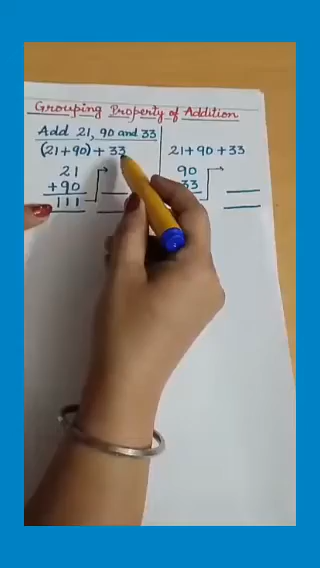 Grouping Property of Addition
Add 21, 90 and 33
(21+90) + 33
21
+90
111
21+90+33
90
33